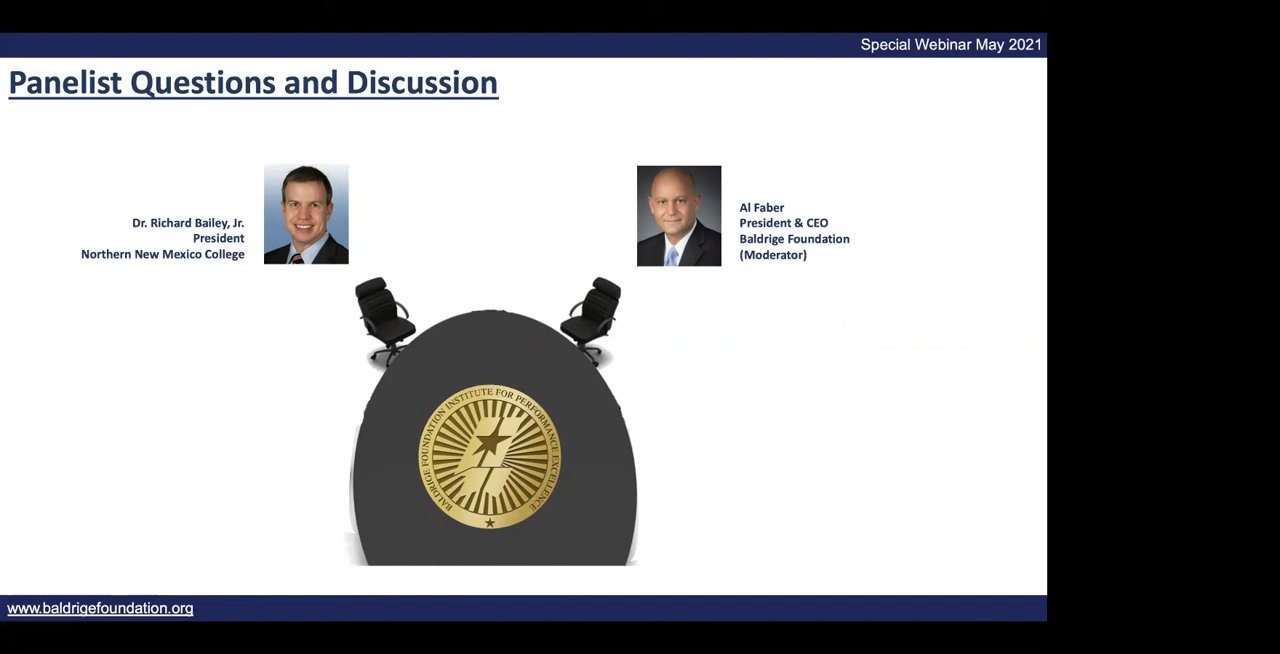 Special Webinar May 2021
Panelist Questions and Discussion
Dr. Richard Bailey, Jr.
President
Northern New Mexico College
Al Faber
President & CEO
Baldrige Foundation
(Moderator)
BALDRIGE FOUNDATION INSTITUTE FOR PERFORMANCE EXCELLENCE
www.baldrigefoundation.org